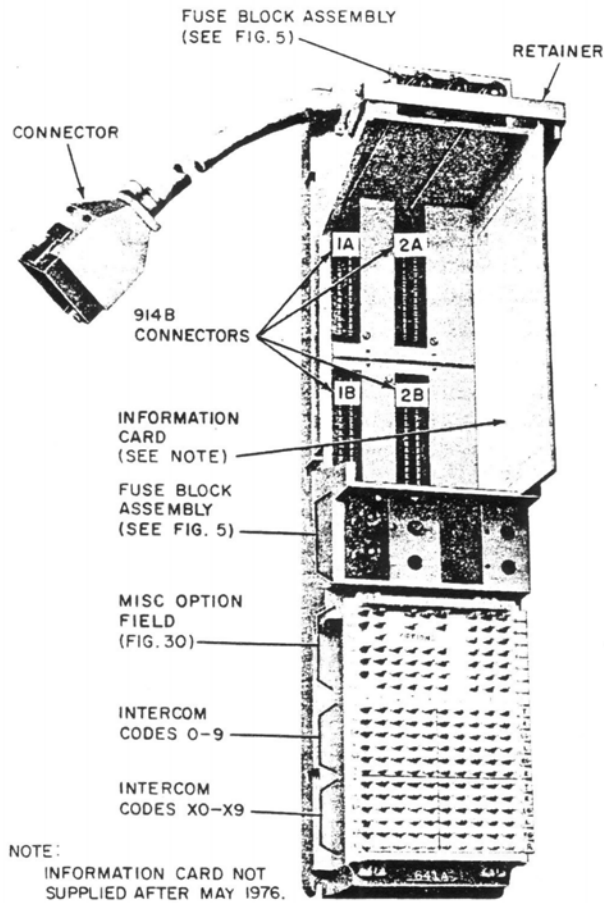 FUSE BLOCK ASSEMBLY
(SEE FIG. 5)
RETAINER
CONNECTOR
1A
2A
914B
CONNECTORS
1B
2B
INFORMATION
CARD
(SEE NOTE)
FUSE BLOCK
ASSEMBLY
(SEE FIG. 5)
MISC OPTION
FIELD
(FIG. 30)
INTERCOM
CODES 0-9
INTERCOM
CODES X0-X9
641A
NOTE:
INFORMATION CARD NOT
SUPPLIED AFTER MAY 1976.